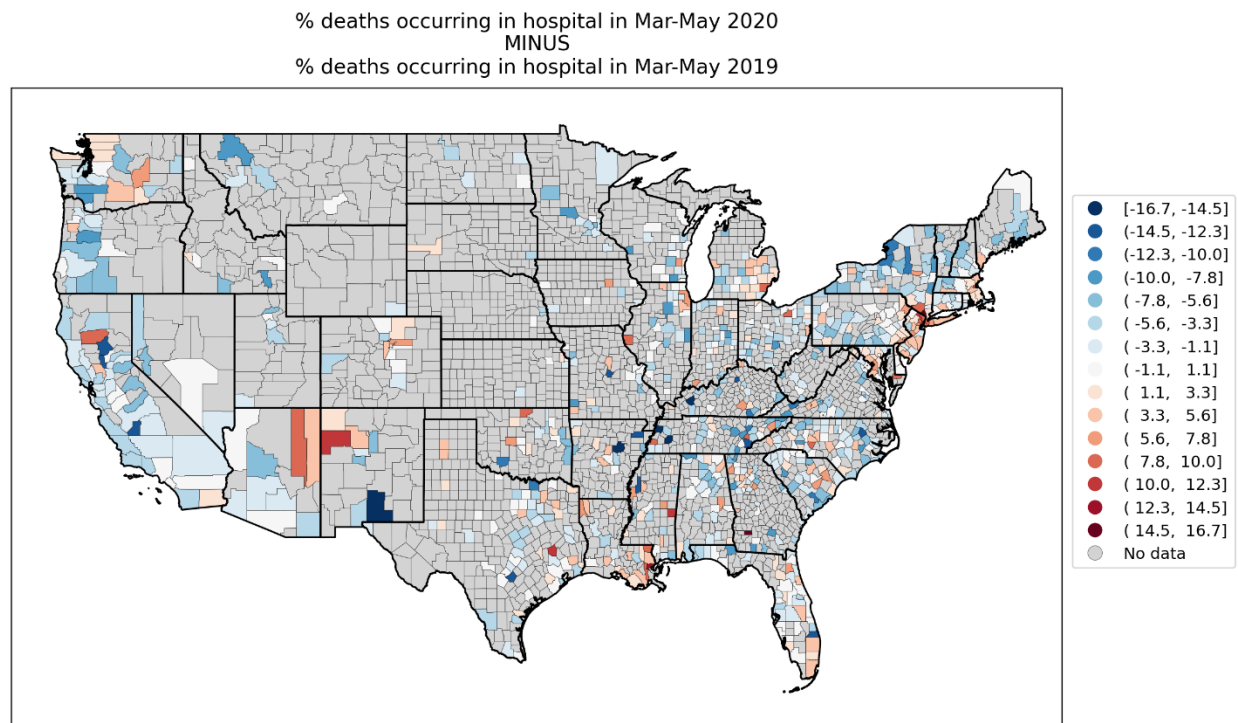 % deaths occurring in hospital in Mar-May 2020
MINUS
% deaths occurring in hospital in Mar-May 2019
[-16.7, -14.5]
(-14.5, -12.3]
(-12.3, -10.0]
(-10.0, -7.8]
(-7.8, -5.6]
(-5.6, -3.3]
(-3.3, -1.1]
(-1.1, 1.1]
( 1.1, 3.3]
( 3.3, 5.6]
( 5.6, 7.8]
( 7.8, 10.0]
( 10.0, 12.3]
( 12.3, 14.5]
( 14.5, 16.7]
No data